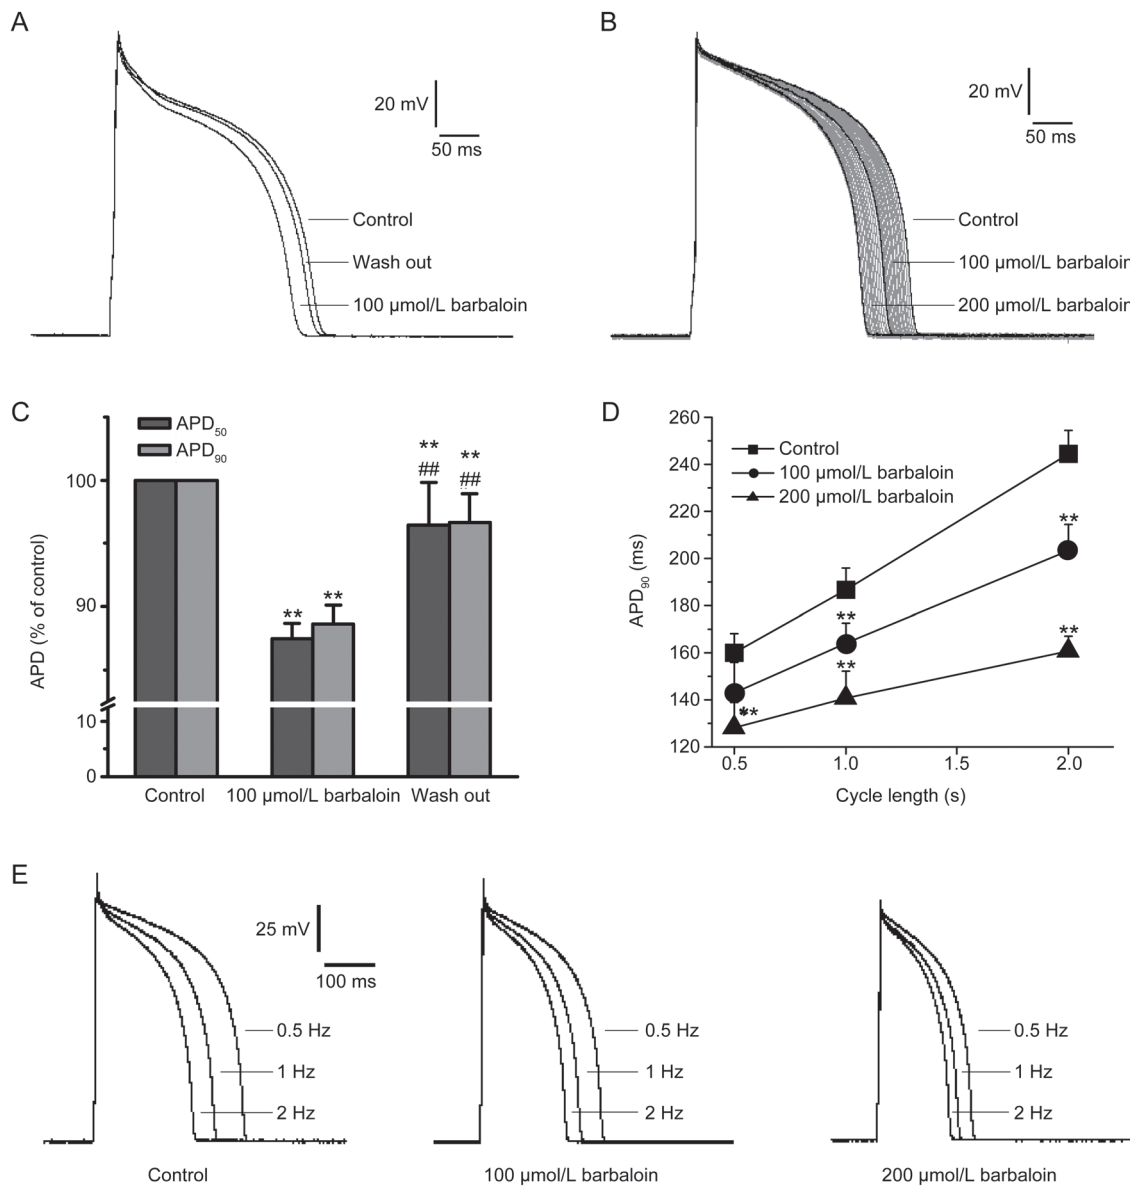 A
20 mV
50 ms
Control
Wash out
100 µmol/L barbaloin
B
20 mV
50 ms
Control
100 µmol/L barbaloin
200 µmol/L barbaloin
C
APD50
APD90
APD (% of control)
100
90
10
0
**
**
**
##
**
##
Control
100 µmol/L barbaloin
Wash out
D
Control
100 µmol/L barbaloin
200 µmol/L barbaloin
APD90 (ms)
260
240
220
200
180
160
140
120
**
**
**
**
**
0.5
1.0
1.5
2.0
Cycle length (s)
E
25 mV
100 ms
0.5 Hz
1 Hz
2 Hz
Control
0.5 Hz
1 Hz
2 Hz
100 µmol/L barbaloin
0.5 Hz
1 Hz
2 Hz
200 µmol/L barbaloin